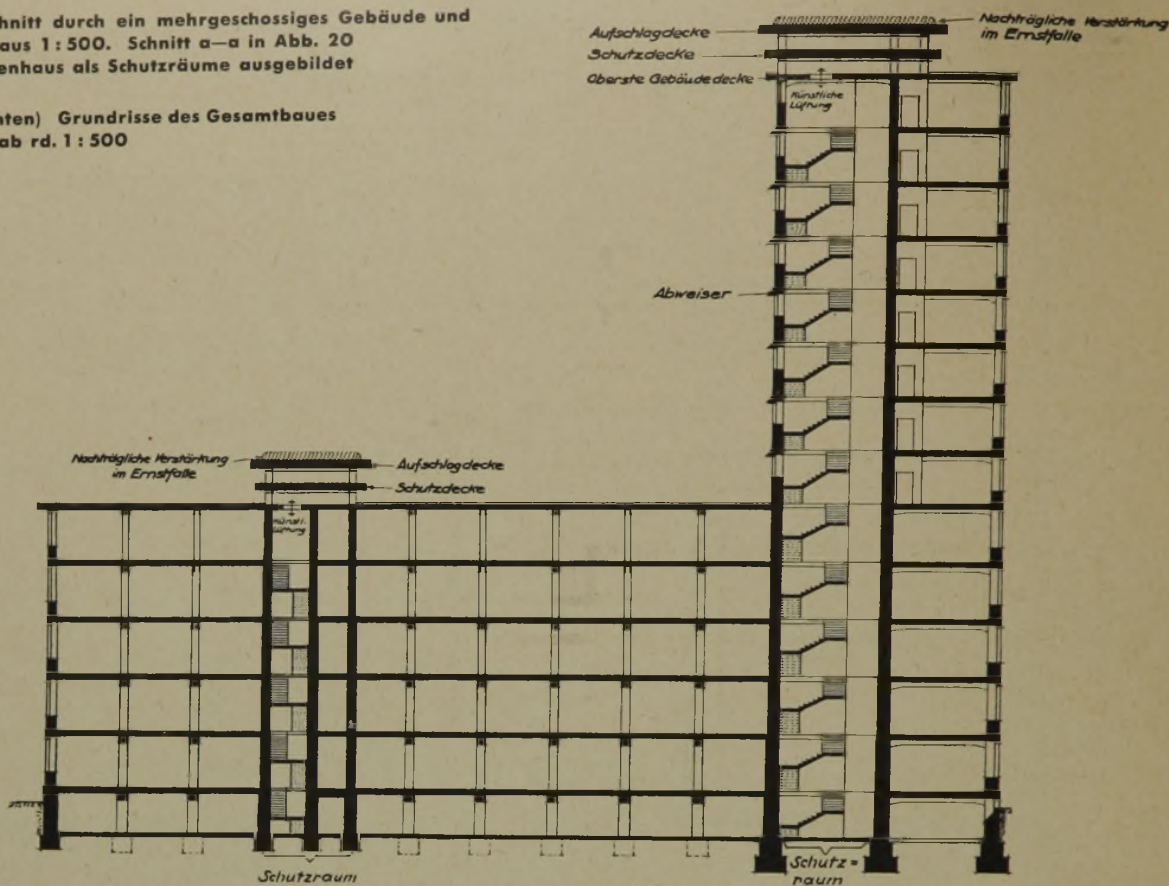 hnitt durch ein mehrgeschossiges Gebäude und
aus 1 : 500. Schnitt a—a in Abb. 20
enhaus als Schutzräume ausgebildet
nten) Grundrisse des Gesamtbaues
ab rd. 1 : 500
Aufschlagdecke
Schutzdecke
Oberste Gebäudedecke
Nachträgliche Verstärkung
im Ernstfalle
Künstliche
Lüftung
Abweiser
Nachträgliche Verstärkung
im Ernstfalle
Aufschlagdecke
Schutzdecke
Künstl.
Lüftung
Schutzraum
Schutz=
raum